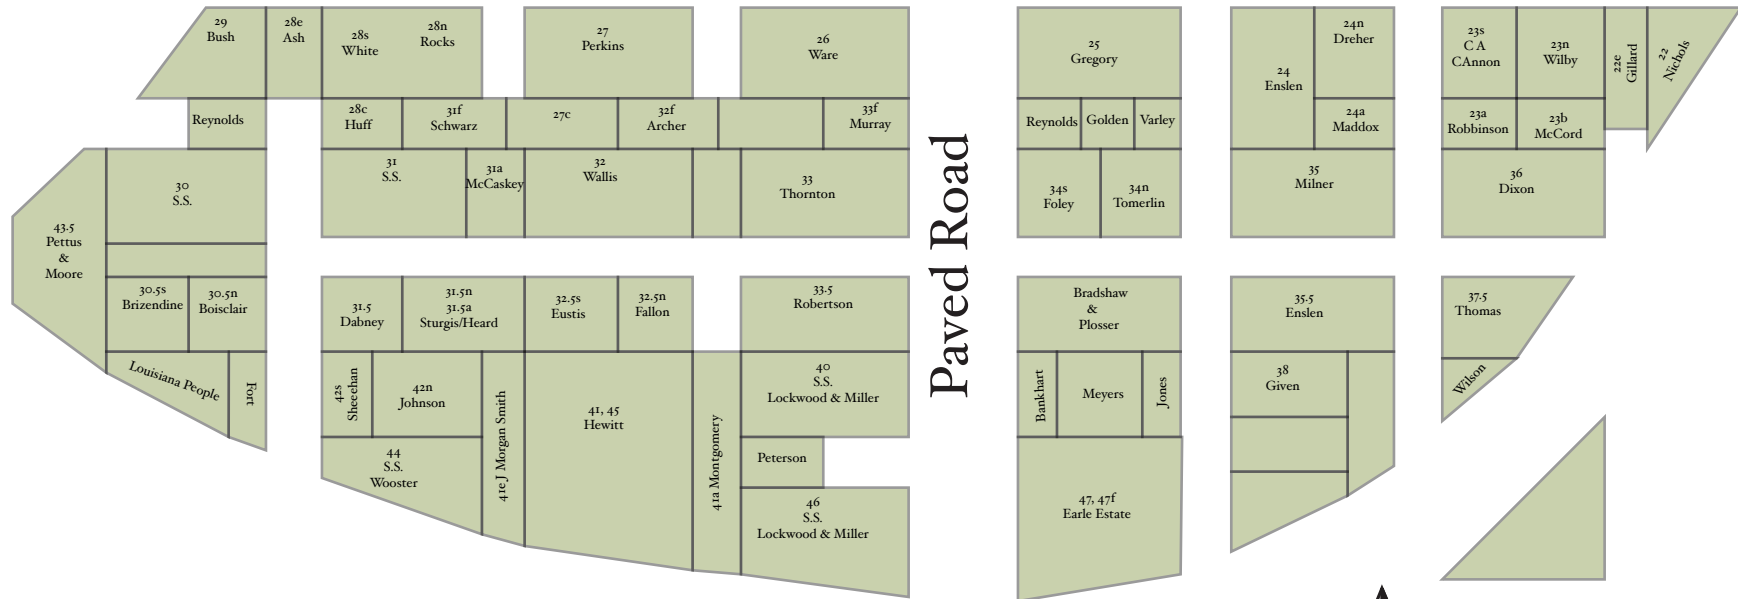 29
Bush
28e
Ash
28s
White
28n
Rocks
27
Perkins
26
Ware
25
Gregory
24
Enslen
24n
Dreher
23s
C A
CAnnon
23n
Wilby
22e
Gillard
22
Nichols
Reynolds
28c
Huff
31f
Schwarz
27c
32f
Archer
33f
Murray
Reynolds
Golden
Varley
24a
Maddox
23a
Robbinson
23b
McCord
43.5
Pettus
&
Moore
30
S.S.
31
S.S.
31a
McCaskey
32
Wallis
33
Thornton
Paved Road
34s
Foley
34n
Tomerlin
35
Milner
36
Dixon
30.5s
Brizendine
30.5n
Boisclair
31.5
Dabney
31.5n
31.5a
Sturgis/Heard
32.5s
Eustis
32.5n
Fallon
33.5
Robertson
Bradshaw
&
Plosser
35.5
Enslen
37.5
Thomas
Louisiana People
Fort
42s
Sheeehan
42n
Johnson
41e J Morgan Smith
41, 45
Hewitt
41a Montgomery
40
S.S.
Lockwood & Miller
Bankhart
Meyers
Jones
38
Given
Wilson
44
S.S.
Wooster
Peterson
46
S.S.
Lockwood & Miller
47, 47f
Earle Estate